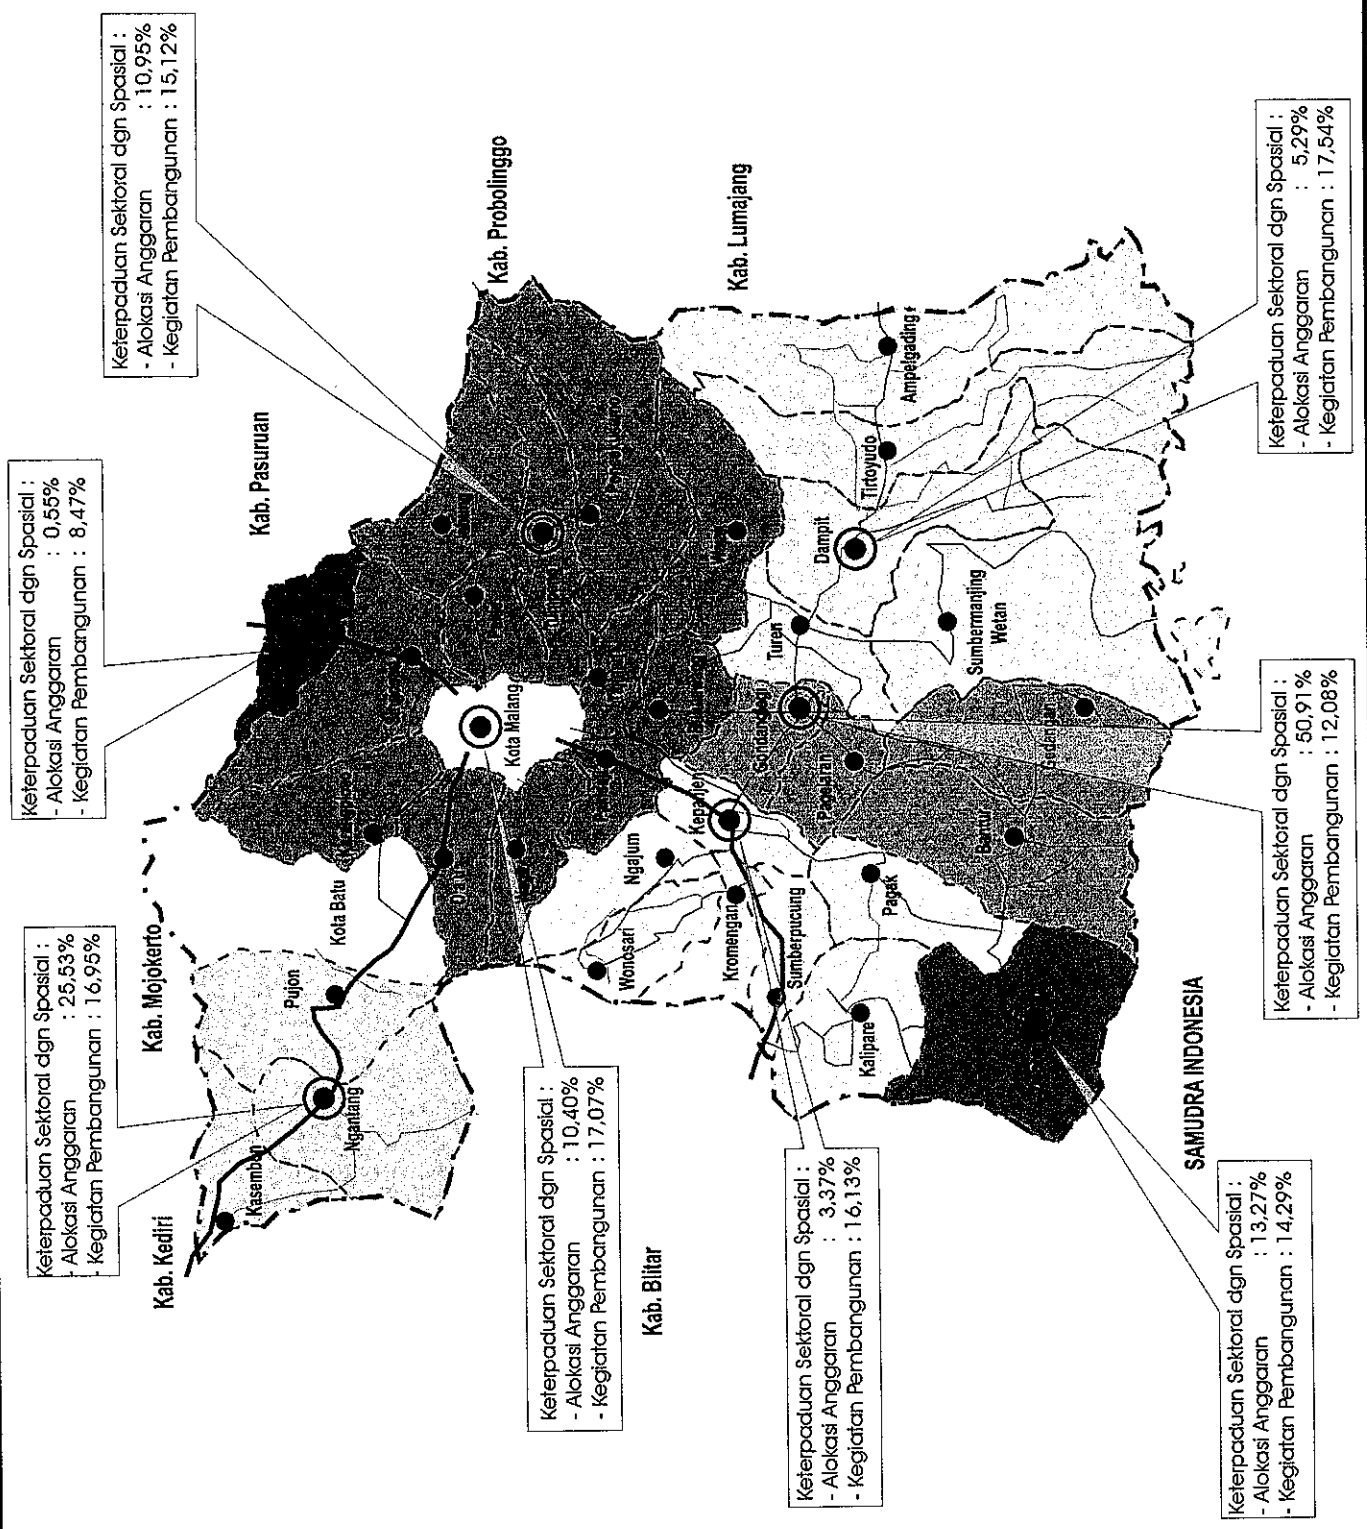 Keterpaduan Sektoral dgn Spasial :
- Alokasi Anggaran : 25,53%
- Kegiatan Pembangunan : 16,95%
Keterpaduan Sektoral dgn Spasial :
- Alokasi Anggaran : 0,55%
- Kegiatan Pembangunan : 8,47%
Keterpaduan Sektoral dgn Spasial :
- Alokasi Anggaran : 10,95%
- Kegiatan Pembangunan : 15,12%
Kab. Kediri
Kab. Mojokerto
Kab. Pasuruan
Kab. Probolinggo
Kab. Lumajang
Kab. Blitar
SAMUDRA INDONESIA
Kasembon
Ngantang
Pujon
Kota Batu
Kota Malang
Wonosari
Ngajum
Kromengan
Kepanjen
Sumberpucung
Kalipare
Pagak
Pagelaran
Gondanglegi
Bantur
Gedangan
Turen
Dampit
Tirtoyudo
Ampelgading
Sumbermanjing
Wetan
Keterpaduan Sektoral dgn Spasial :
- Alokasi Anggaran : 10,40%
- Kegiatan Pembangunan : 17,07%
Keterpaduan Sektoral dgn Spasial :
- Alokasi Anggaran : 3,37%
- Kegiatan Pembangunan : 16,13%
Keterpaduan Sektoral dgn Spasial :
- Alokasi Anggaran : 13,27%
- Kegiatan Pembangunan : 14,29%
Keterpaduan Sektoral dgn Spasial :
- Alokasi Anggaran : 50,91%
- Kegiatan Pembangunan : 12,08%
Keterpaduan Sektoral dgn Spasial :
- Alokasi Anggaran : 5,29%
- Kegiatan Pembangunan : 17,54%